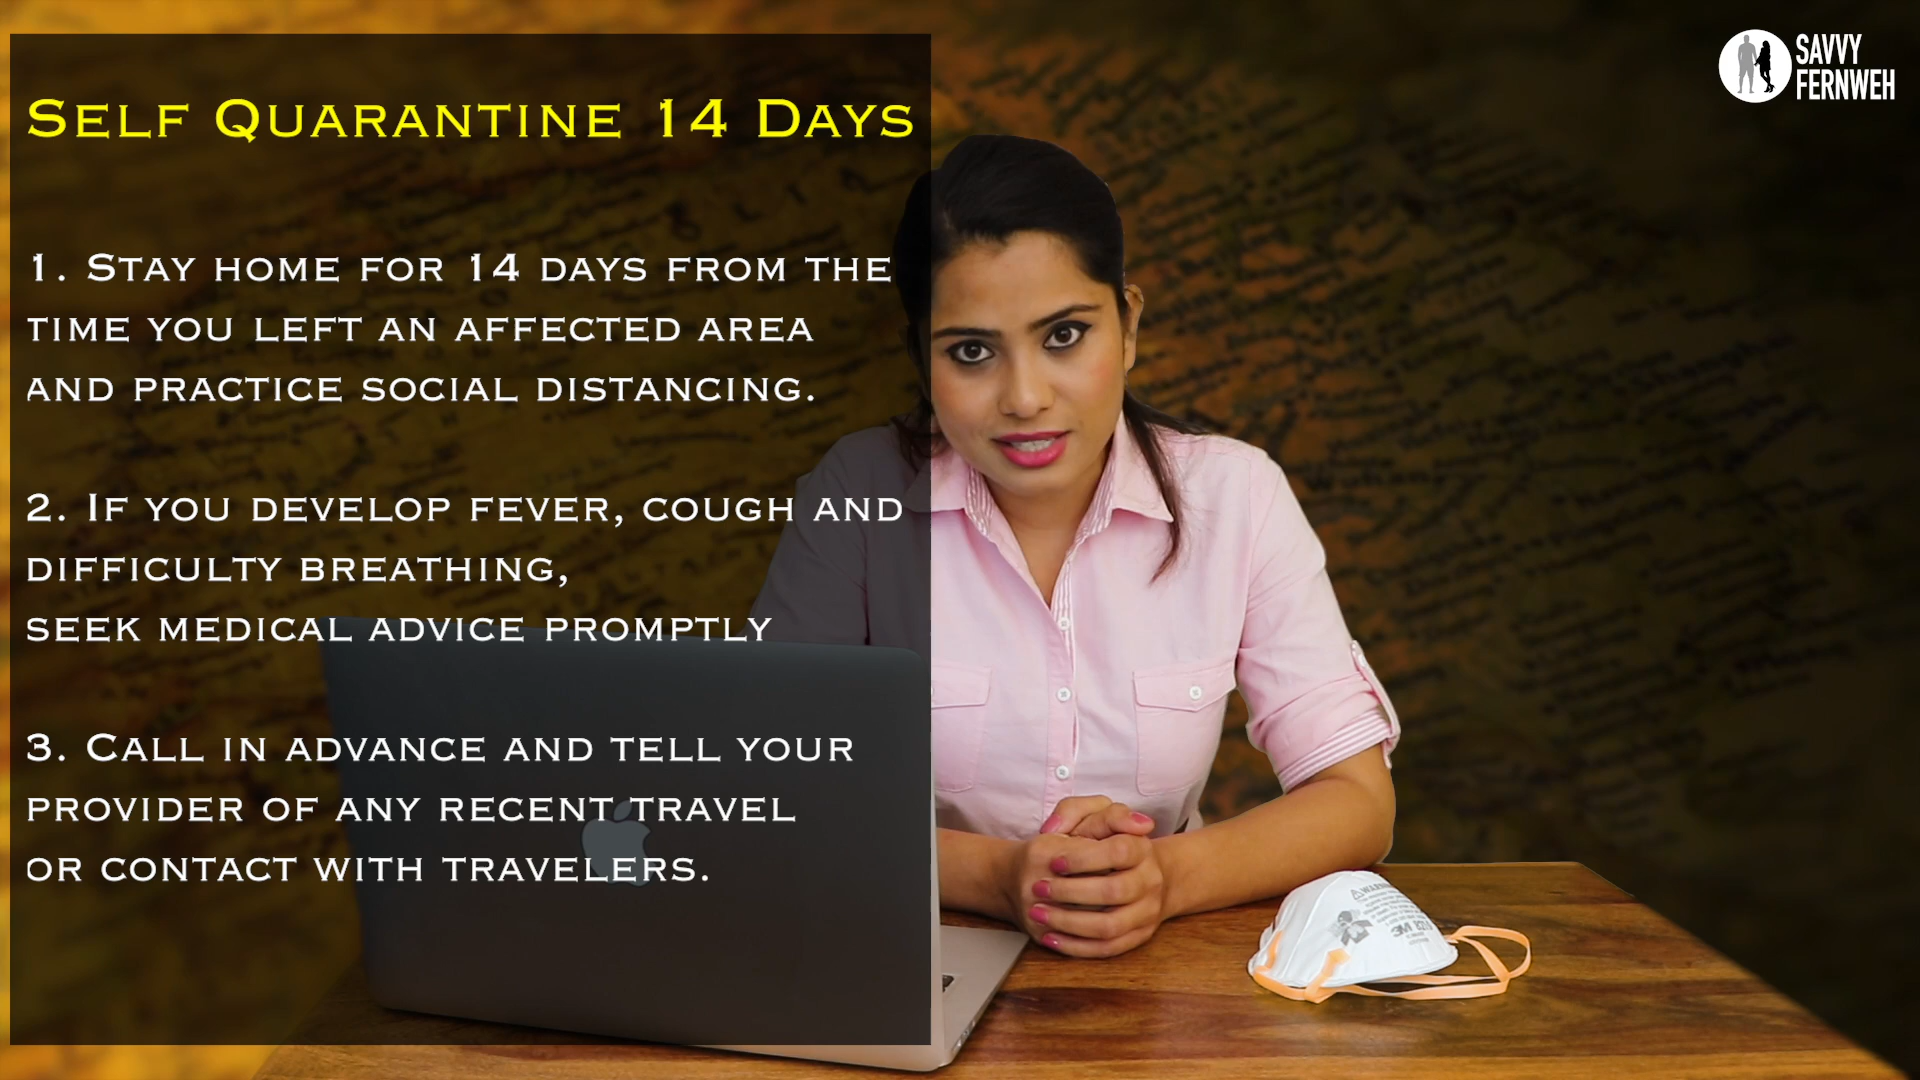 SAVVY
FERNWEH
SELF QUARANTINE 14 DAYS
1. STAY HOME FOR 14 DAYS FROM THE
TIME YOU LEFT AN AFFECTED AREA
AND PRACTICE SOCIAL DISTANCING.
2. IF YOU DEVELOP FEVER, COUGH AND
DIFFICULTY BREATHING,
SEEK MEDICAL ADVICE PROMPTLY
3. CALL IN ADVANCE AND TELL YOUR
PROVIDER OF ANY RECENT TRAVEL
OR CONTACT WITH TRAVELERS.
3M